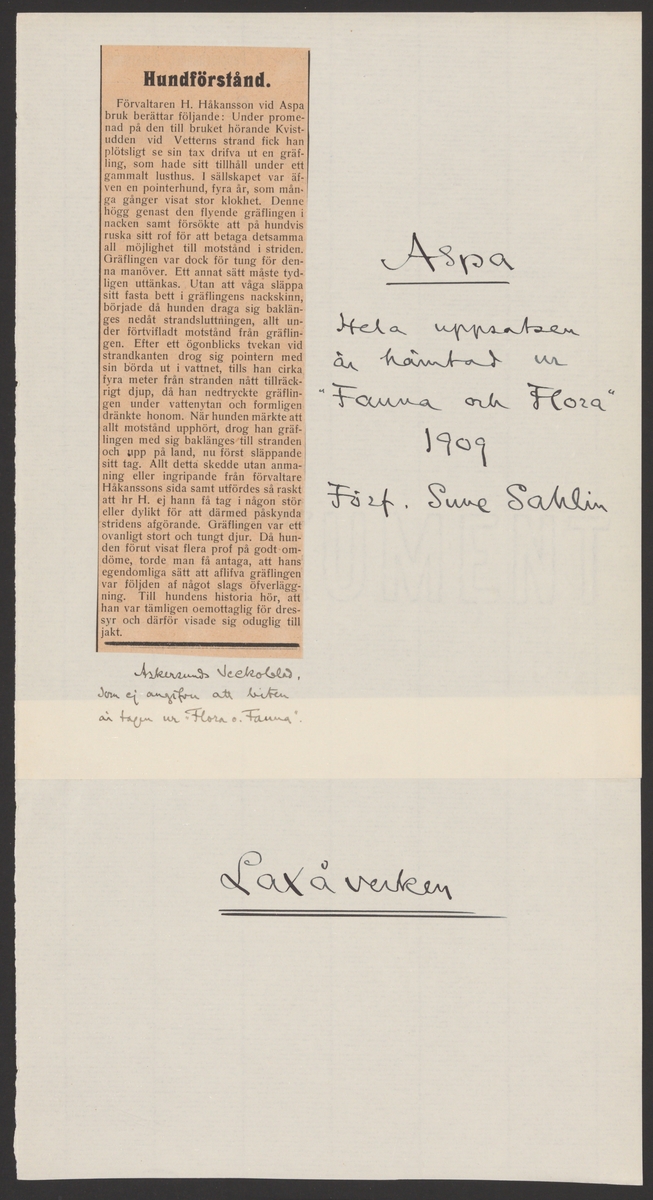 Hundförstånd.
Förvaltaren H. Håkansson vid Aspa
bruk berättar följande: Under prome-
nad på den till bruket hörande Kvist-
udden vid Vetterns strand fick han
plötsligt se sin tax drifva ut en gräf-
ling, som hade sitt tillhåll under ett
gammalt lusthus. I sällskapet var äf-
ven en pointerhund, fyra år, som mån-
ga gånger visat stor klokhet. Denne
högg genast den flyende gräflingen i
nacken samt försökte att på hundvis
ruska sitt rof för att betaga detsamma
all möjlighet till motstånd i striden.
Gräflingen var dock för tung för den-
na manöver. Ett annat sätt måste tyd-
ligen uttänkas. Utan att våga släppa
sitt fasta bett i gräflingens nackskinn,
började då hunden draga sig baklän-
ges nedåt strandsluttningen, allt un-
der förtvifladt motstånd från gräflin-
gen. Efter ett ögonblicks tvekan vid
strandkanten drog sig pointern med
sin börda ut i vattnet, tills han cirka
fyra meter från stranden nått tillräck-
rigt djup, då han nedtryckte gräflin-
gen under vattenytan och formligen
dränkte honom. När hunden märkte att
allt motstånd upphört, drog han gräf-
lingen med sig baklänges till stranden
och upp på land, nu först släppande
sitt tag. Allt detta skedde utan anma-
ning eller ingripande från förvaltare
Håkanssons sida samt utfördes så raskt
att hr H. ej hann få tag i någon stör
eller dylikt för att därmed påskynda
stridens afgörande. Gräflingen var ett
ovanligt stort och tungt djur. Då hun-
den förut visat flera prof på godt om-
döme, torde man få antaga, att hans
egendomliga sätt att aflifva gräflingen
var följden af något slags öfverlägg-
ning. Till hundens historia hör, att
han var tämligen oemottaglig för dres-
syr och därför visade sig oduglig till
jakt.
Askersunds Veckoblad,
som ej angifver att biten
är tagen ur "Flora o. Fauna".
Aspa
Hela uppsatsen
är hämtad ur
"Fauna och Flora"
1909
Förf. Sune Sahlin
Laxå verken